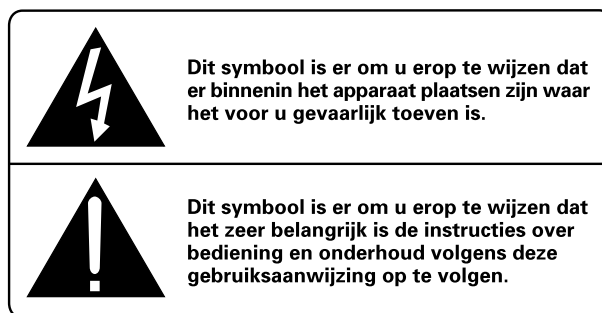 Dit symbool is er om u erop te wijzen dat
er binnenin het apparaat plaatsen zijn waar
het voor u gevaarlijk toeven is.
Dit symbool is er om u erop te wijzen dat
het zeer belangrijk is de instructies over
bediening en onderhoud volgens deze
gebruiksaanwijzing op te volgen.